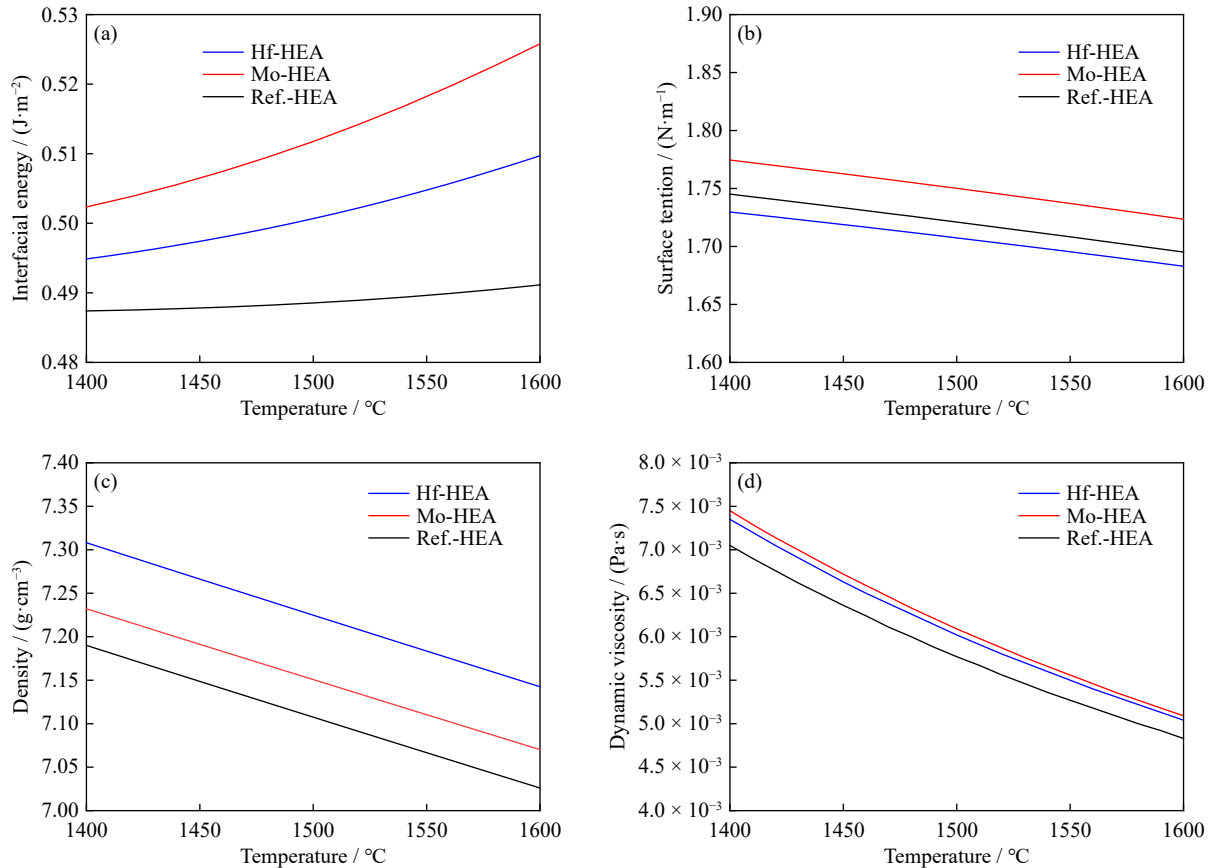 (a)
Hf-HEA
Mo-HEA
Ref.-HEA
Interfacial energy / (J·m⁻²)
0.53
0.52
0.51
0.50
0.49
0.48
1400 1450 1500 1550 1600
Temperature / °C
(b)
Hf-HEA
Mo-HEA
Ref.-HEA
Surface tention / (N·m⁻¹)
1.90
1.85
1.80
1.75
1.70
1.65
1.60
1400 1450 1500 1550 1600
Temperature / °C
(c)
Hf-HEA
Mo-HEA
Ref.-HEA
Density / (g·cm⁻³)
7.40
7.35
7.30
7.25
7.20
7.15
7.10
7.05
7.00
1400 1450 1500 1550 1600
Temperature / °C
(d)
Hf-HEA
Mo-HEA
Ref.-HEA
Dynamic viscosity / (Pa·s)
8.0 × 10⁻³
7.5 × 10⁻³
7.0 × 10⁻³
6.5 × 10⁻³
6.0 × 10⁻³
5.5 × 10⁻³
5.0 × 10⁻³
4.5 × 10⁻³
4.0 × 10⁻³
1400 1450 1500 1550 1600
Temperature / °C